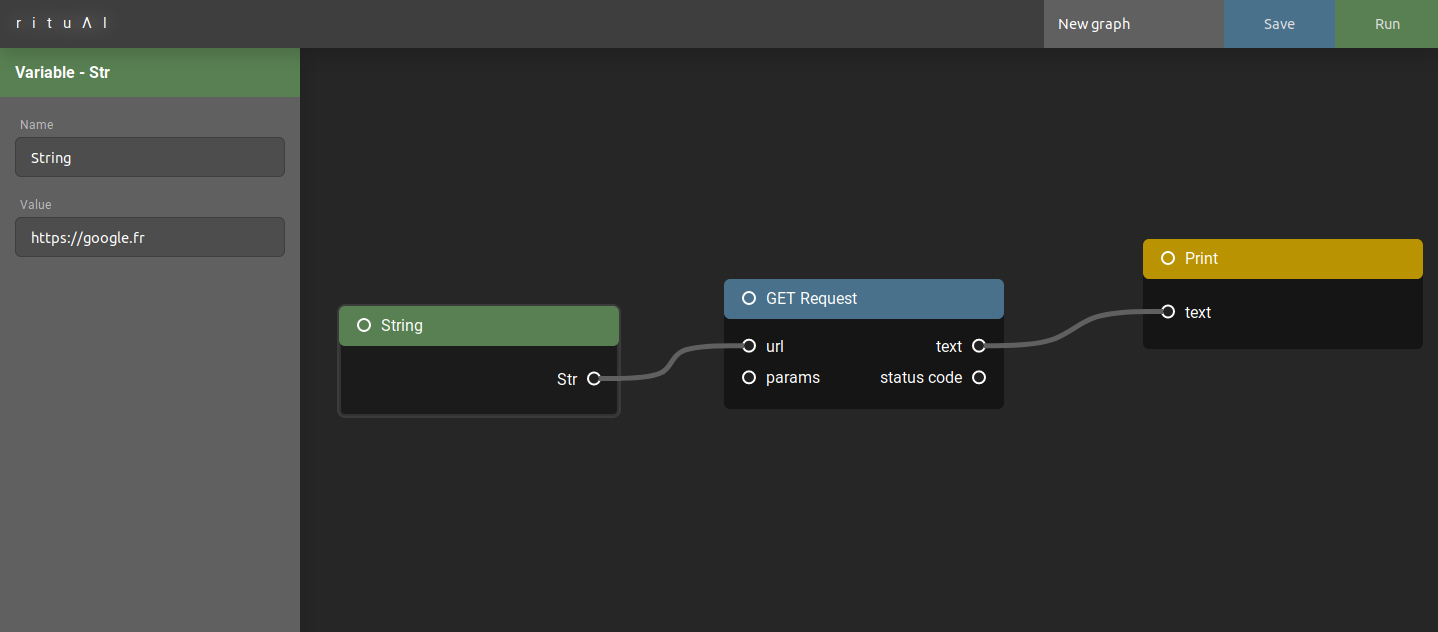 r i t u Λ l
New graph
Save
Run
Variable - Str
Name
String
Value
https://google.fr
String
Str
GET Request
url
text
params
status code
Print
text